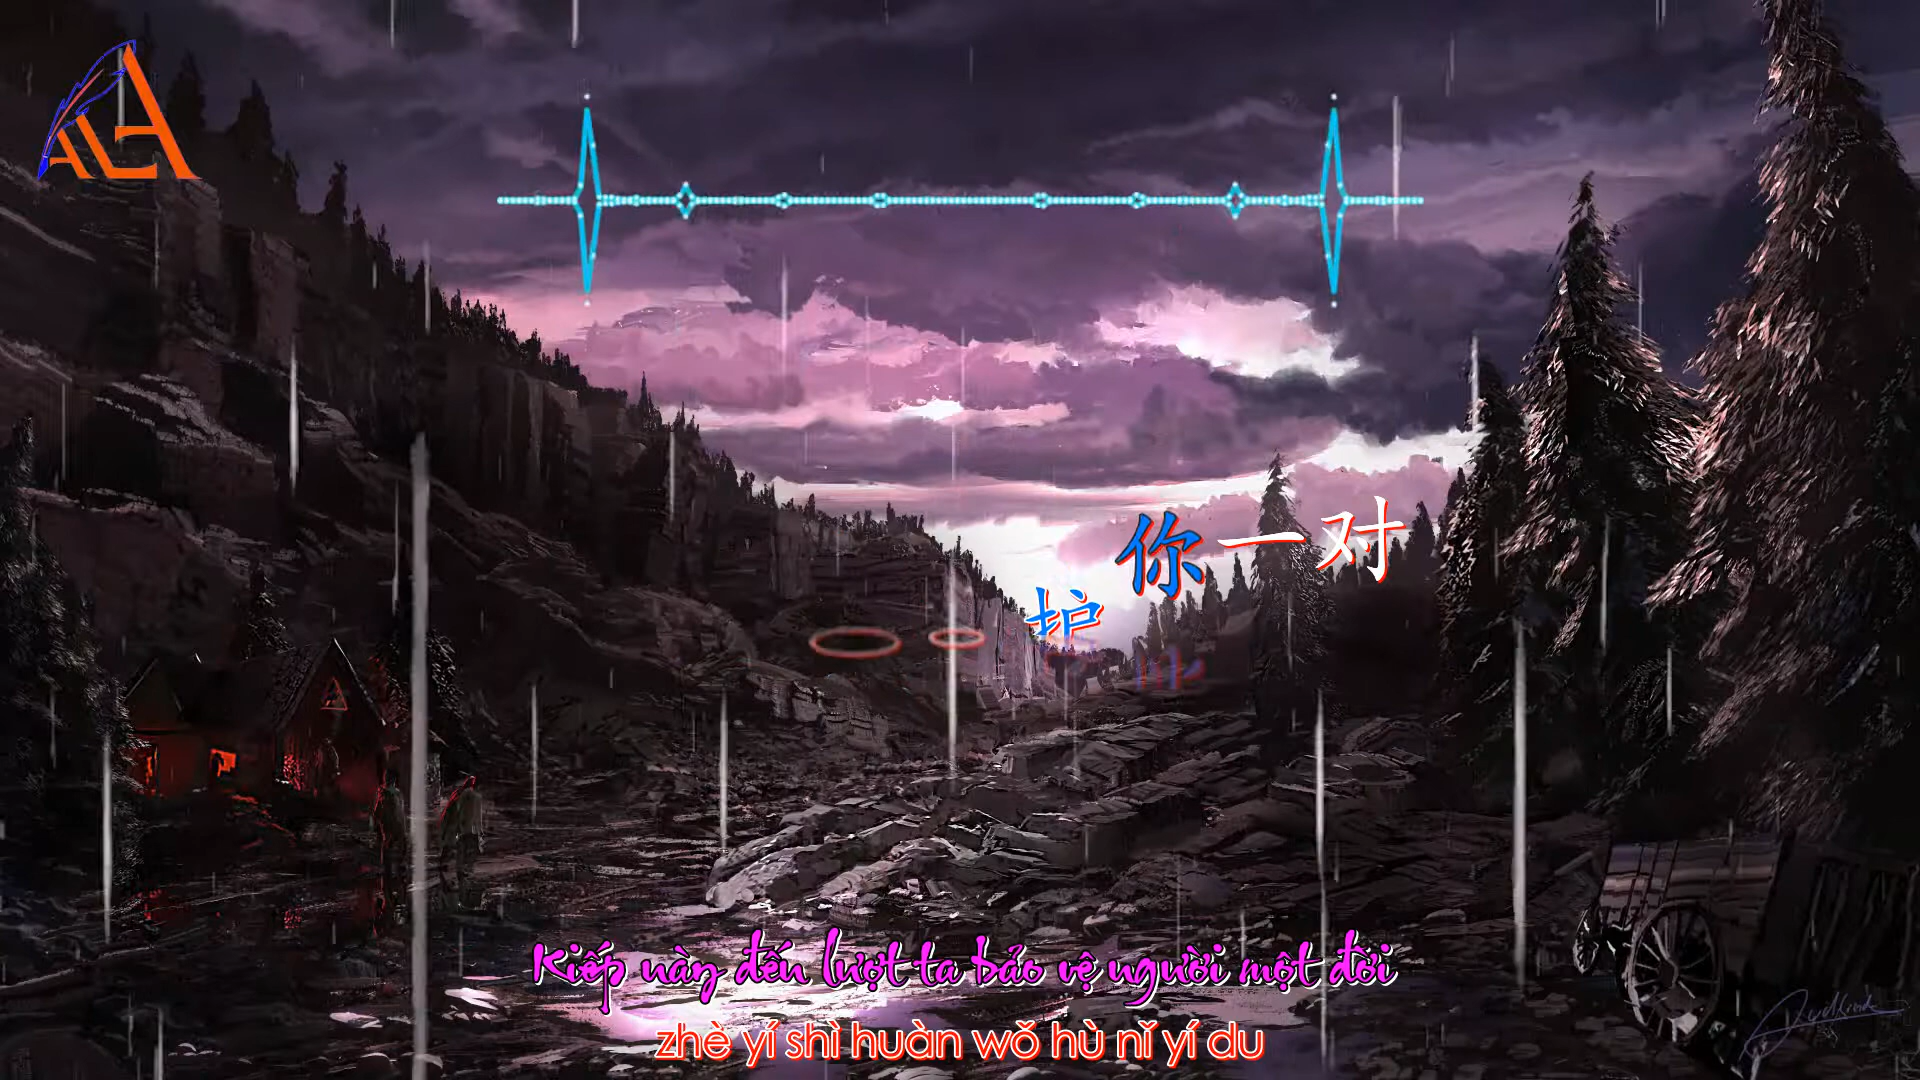 ALA
护你一对
Kiếp này đến lượt ta bảo vệ người một đời
zhè yí shì huàn wǒ hù nǐ yí du